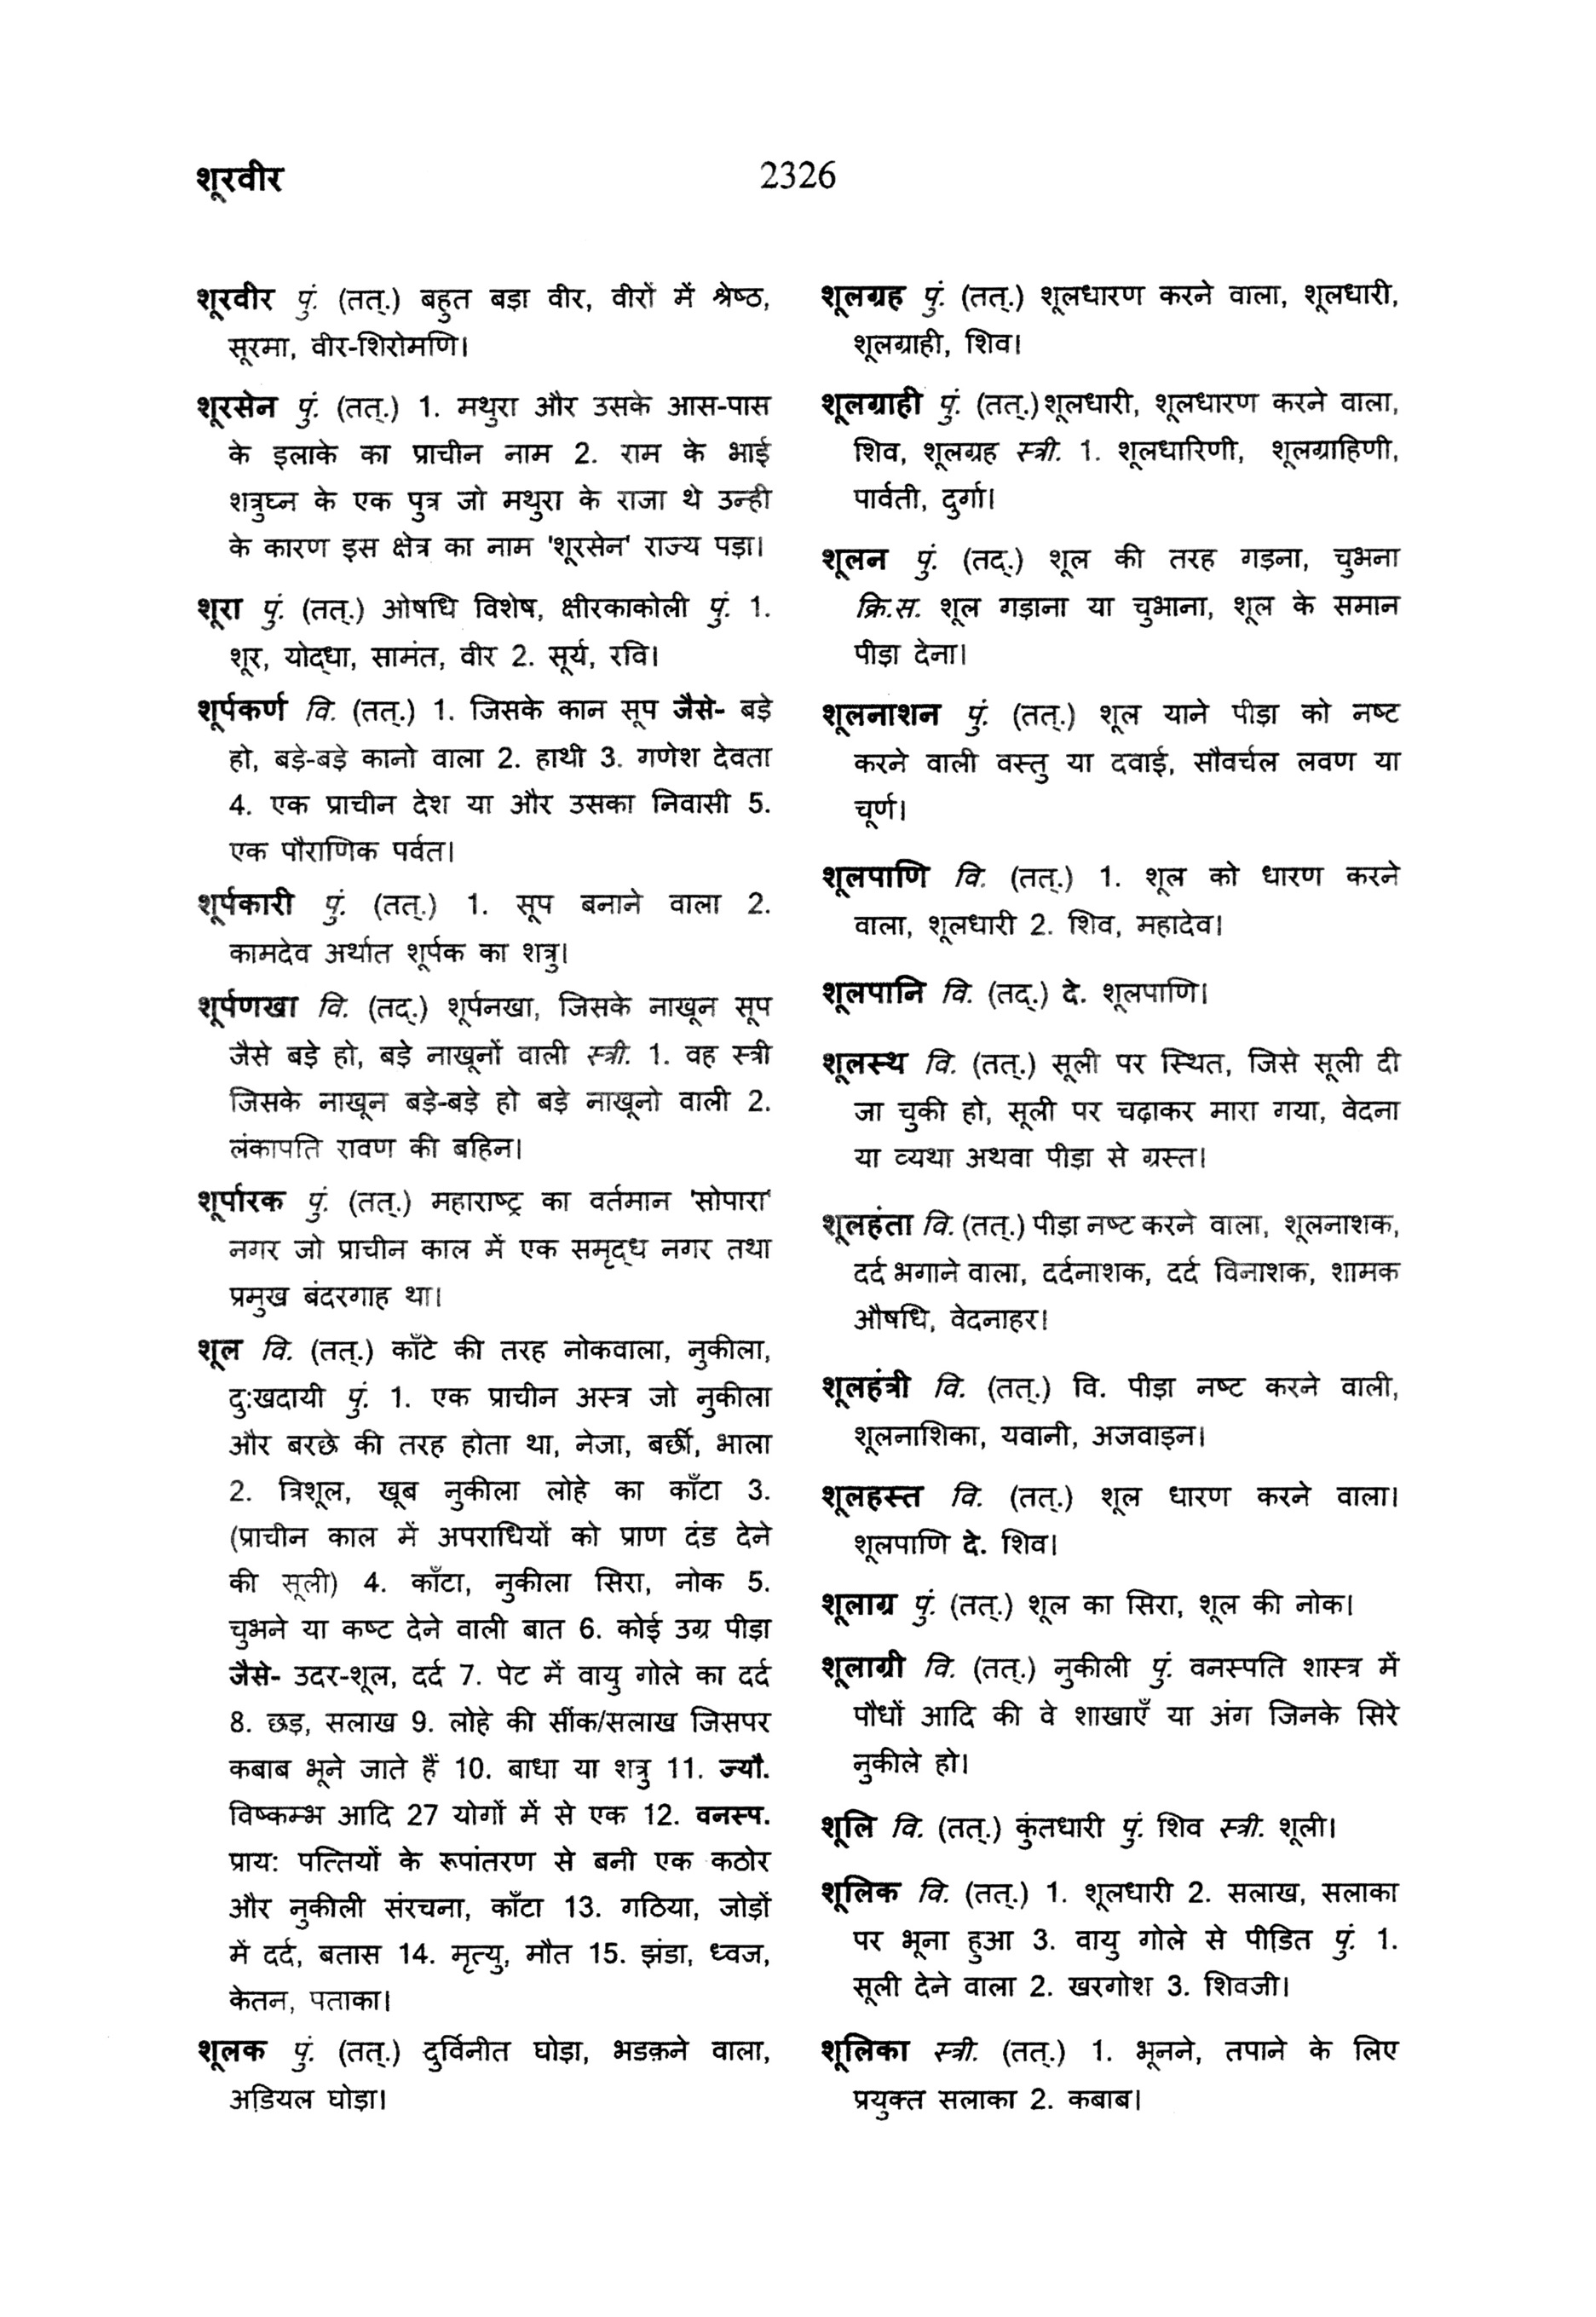 शूरवीर
2326
शूरवीर पुं. (तत्.) बहुत बड़ा वीर, वीरों में श्रेष्ठ,
सूरमा, वीर-शिरोमणि।
शूरसेन पुं. (तत्.) 1. मथुरा और उसके आस-पास
के इलाके का प्राचीन नाम 2. राम के भाई
शत्रुघ्न के एक पुत्र जो मथुरा के राजा थे उन्ही
के कारण इस क्षेत्र का नाम 'शूरसेन' राज्य पड़ा।
शूरा पुं. (तत्.) ओषधि विशेष, क्षीरकाकोली पुं. 1.
शूर, योद्धा, सामंत, वीर 2. सूर्य, रवि।
शूर्पकर्ण वि. (तत्.) 1. जिसके कान सूप जैसे- बड़े
हो, बड़े-बड़े कानो वाला 2. हाथी 3. गणेश देवता
4. एक प्राचीन देश या और उसका निवासी 5.
एक पौराणिक पर्वत।
शूर्पकारी पुं. (तत्.) 1. सूप बनाने वाला 2.
कामदेव अर्थात शूर्पक का शत्रु।
शूर्पणखा वि. (तद्.) शूर्पनखा, जिसके नाखून सूप
जैसे बड़े हो, बड़े नाखूनों वाली स्त्री. 1. वह स्त्री
जिसके नाखून बड़े-बड़े हो बड़े नाखूनो वाली 2.
लंकापति रावण की बहिन।
शूर्पारक पुं. (तत्.) महाराष्ट्र का वर्तमान 'सोपारा'
नगर जो प्राचीन काल में एक समृद्ध नगर तथा
प्रमुख बंदरगाह था।
शूल वि. (तत्.) काँटे की तरह नोकवाला, नुकीला,
दु:खदायी पुं. 1. एक प्राचीन अस्त्र जो नुकीला
और बरछे की तरह होता था, नेजा, बर्छी, भाला
2. त्रिशूल, खूब नुकीला लोहे का काँटा 3.
(प्राचीन काल में अपराधियों को प्राण दंड देने
की सूली) 4. काँटा, नुकीला सिरा, नोक 5.
चुभने या कष्ट देने वाली बात 6. कोई उग्र पीड़ा
जैसे- उदर-शूल, दर्द 7. पेट में वायु गोले का दर्द
8. छड़, सलाख 9. लोहे की सींक/सलाख जिसपर
कबाब भूने जाते हैं 10. बाधा या शत्रु 11. ज्यौ.
विष्कम्भ आदि 27 योगों में से एक 12. वनस्प.
प्राय: पत्तियों के रूपांतरण से बनी एक कठोर
और नुकीली संरचना, काँटा 13. गठिया, जोड़ों
में दर्द, बतास 14. मृत्यु, मौत 15. झंडा, ध्वज,
केतन, पताका।
शूलक पुं. (तत्.) दुर्विनीत घोड़ा, भडक़ने वाला,
अडि़यल घोड़ा।
शूलग्रह पुं. (तत्.) शूलधारण करने वाला, शूलधारी,
शूलग्राही, शिव।
शूलग्राही पुं. (तत्.)शूलधारी, शूलधारण करने वाला,
शिव, शूलग्रह स्त्री. 1. शूलधारिणी, शूलग्राहिणी,
पार्वती, दुर्गा।
शूलन पुं. (तद्.) शूल की तरह गड़ना, चुभना
क्रि.स. शूल गड़ाना या चुभाना, शूल के समान
पीड़ा देना।
शूलनाशन पुं. (तत्.) शूल याने पीड़ा को नष्ट
करने वाली वस्तु या दवाई, सौवर्चल लवण या
चूर्ण।
शूलपाणि वि. (तत्.) 1. शूल को धारण करने
वाला, शूलधारी 2. शिव, महादेव।
शूलपानि वि. (तद्.) दे. शूलपाणि।
शूलस्थ वि. (तत्.) सूली पर स्थित, जिसे सूली दी
जा चुकी हो, सूली पर चढ़ाकर मारा गया, वेदना
या व्यथा अथवा पीड़ा से ग्रस्त।
शूलहंता वि. (तत्.) पीड़ा नष्ट करने वाला, शूलनाशक,
दर्द भगाने वाला, दर्दनाशक, दर्द विनाशक, शामक
औषधि, वेदनाहर।
शूलहंत्री वि. (तत्.) वि. पीड़ा नष्ट करने वाली,
शूलनाशिका, यवानी, अजवाइन।
शूलहस्त वि. (तत्.) शूल धारण करने वाला।
शूलपाणि दे. शिव।
शूलाग्र पुं. (तत्.) शूल का सिरा, शूल की नोक।
शूलाग्री वि. (तत्.) नुकीली पुं. वनस्पति शास्त्र में
पौधों आदि की वे शाखाएँ या अंग जिनके सिरे
नुकीले हो।
शूलि वि. (तत्.) कुंतधारी पुं. शिव स्त्री. शूली।
शूलिक वि. (तत्.) 1. शूलधारी 2. सलाख, सलाका
पर भूना हुआ 3. वायु गोले से पीडि़त पुं. 1.
सूली देने वाला 2. खरगोश 3. शिवजी।
शूलिका स्त्री. (तत्.) 1. भूनने, तपाने के लिए
प्रयुक्त सलाका 2. कबाब।